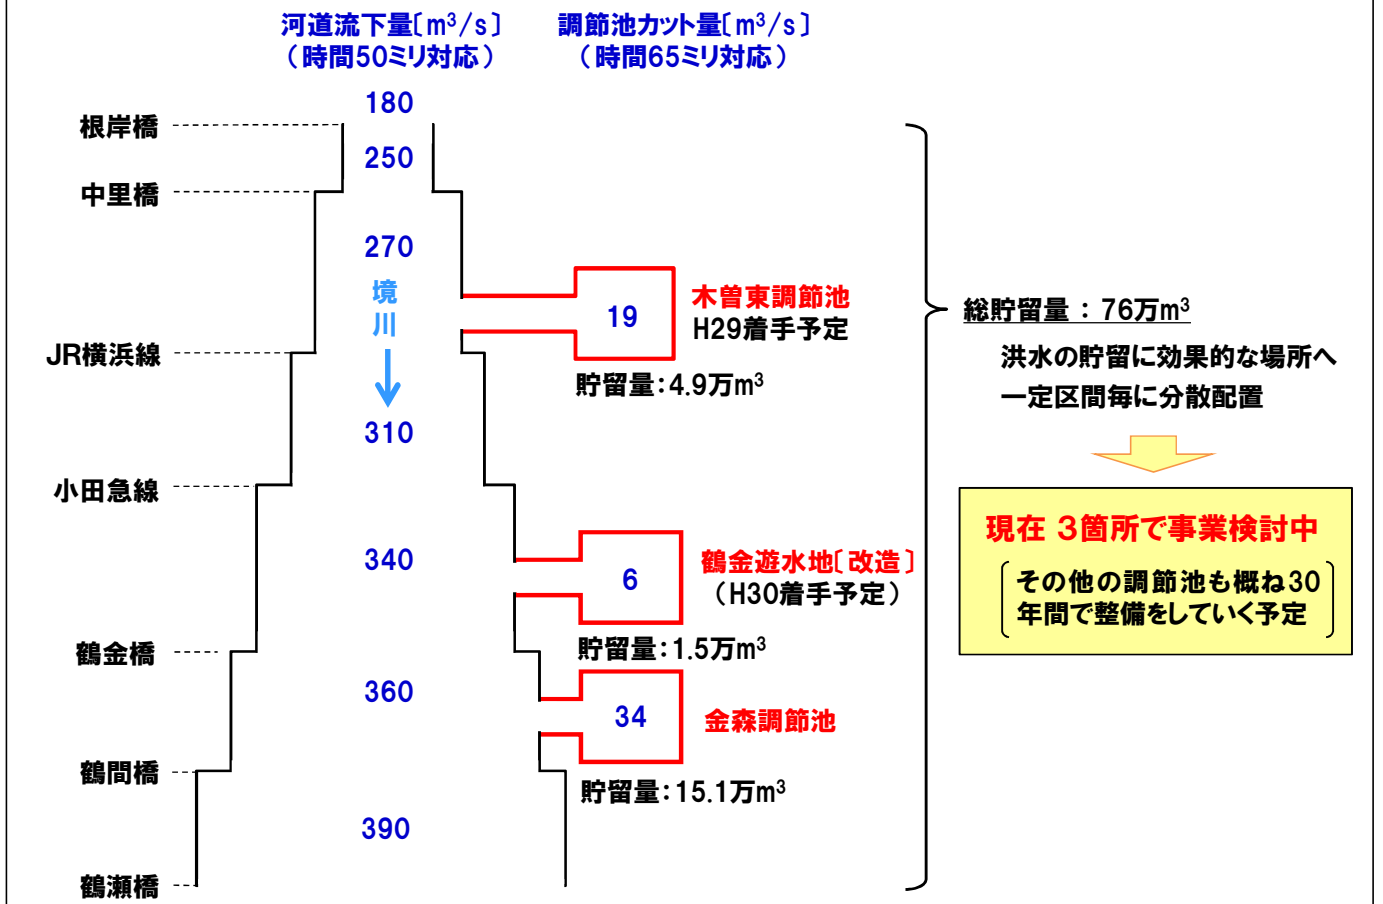 河道流下量〔m³/s〕
（時間50ミリ対応）
調節池カット量〔m³/s〕
（時間65ミリ対応）
180
根岸橋
250
中里橋
270
境川
木曽東調節池
19
H29着手予定
総貯留量 ： 76万m³
洪水の貯留に効果的な場所へ
一定区間毎に分散配置
JR横浜線
貯留量：4.9万m³
310
小田急線
現在 3箇所で事業検討中
その他の調節池も概ね30
年間で整備をしていく予定
340
6
鶴金遊水地〔改造〕
（H30着手予定）
鶴金橋
貯留量：1.5万m³
360
34
金森調節池
鶴間橋
貯留量：15.1万m³
390
鶴瀬橋